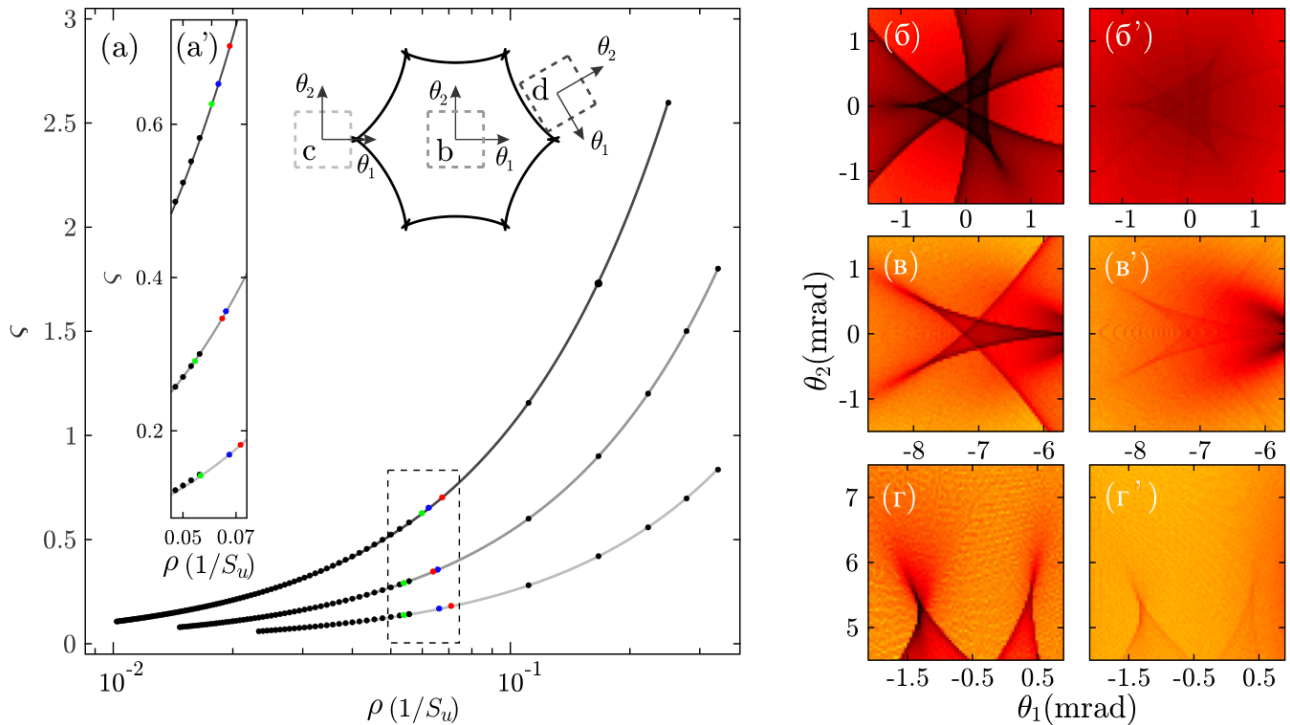 (а)
(а')
3
2.5
2
1.5
1
0.5
0
ς
10⁻²
10⁻¹
ρ (1/Sᵤ)
0.6
0.4
0.2
ς
0.05
0.07
ρ (1/Sᵤ)
θ₂
θ₁
c
θ₂
θ₁
b
θ₂
θ₁
d
(б)
(б')
1
0
-1
-1 0 1
-1 0 1
(в)
(в')
1
0
-1
-8 -7 -6
-8 -7 -6
θ₂(mrad)
(г)
(г')
7
6
5
-1.5 -0.5 0.5
-1.5 -0.5 0.5
θ₁(mrad)